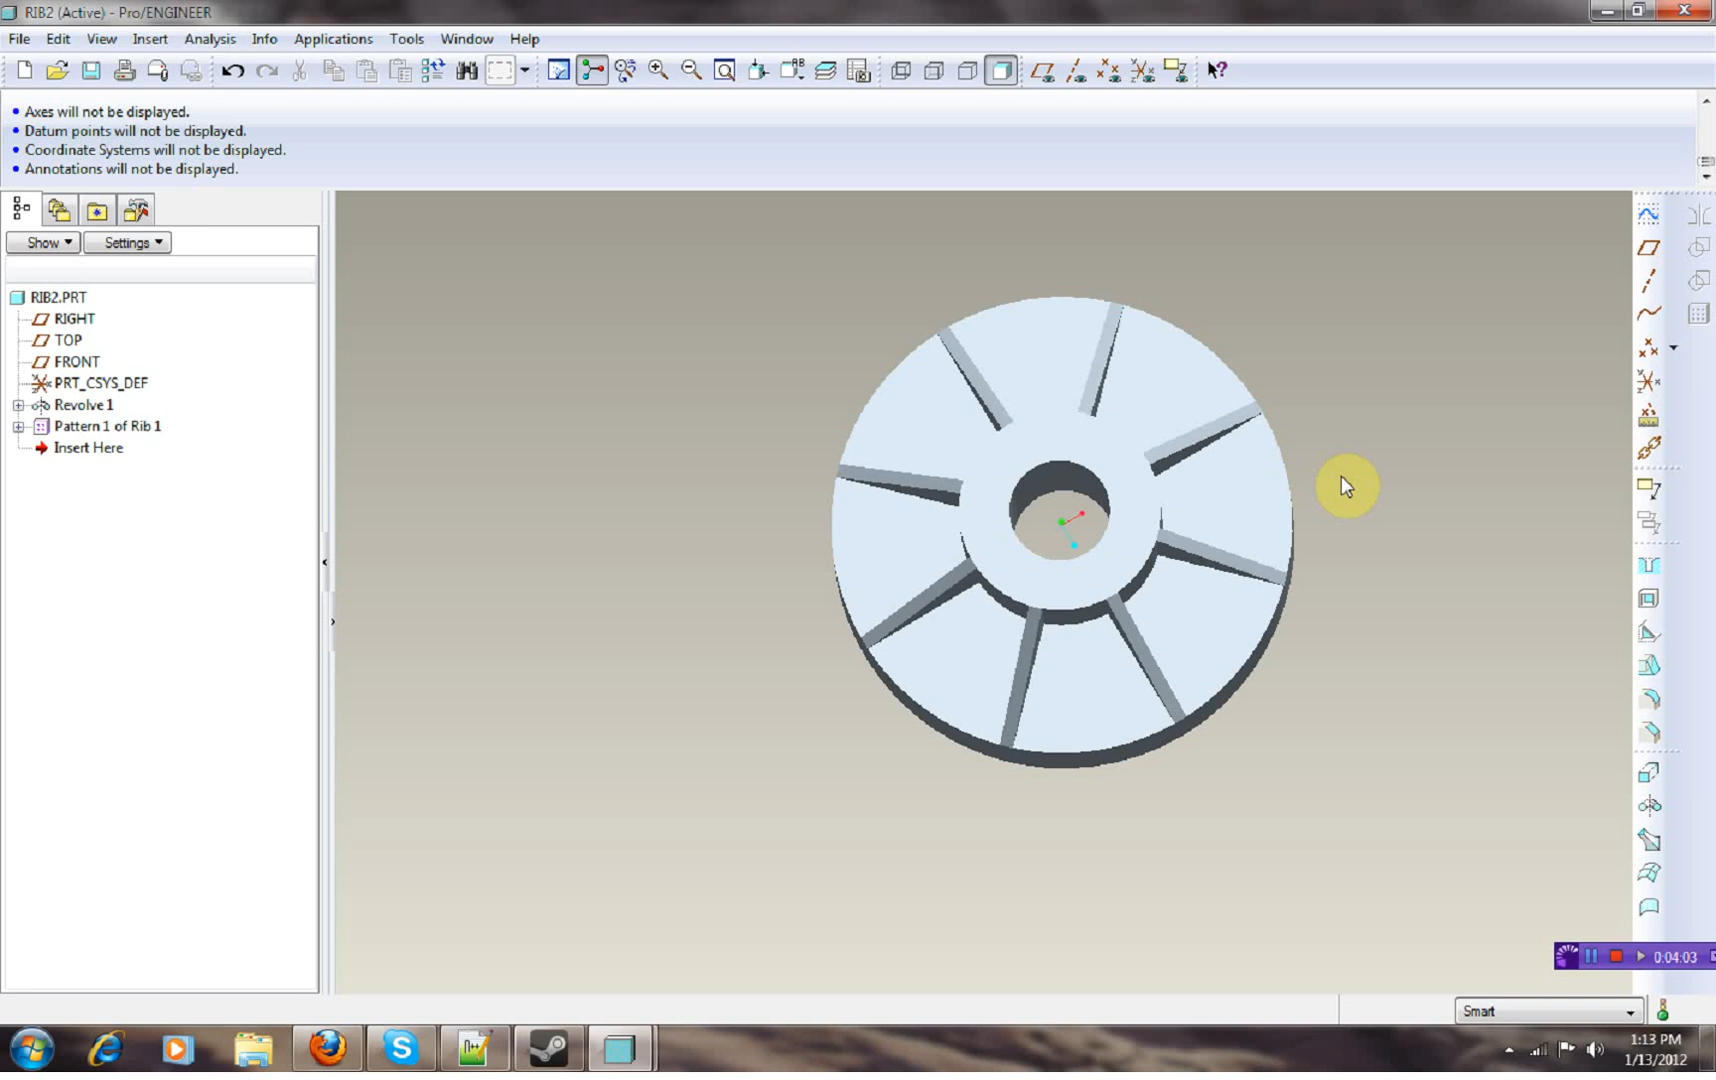 RIB2 (Active) - Pro/ENGINEER
File Edit View Insert Analysis Info Applications Tools Window Help
• Axes will not be displayed.
• Datum points will not be displayed.
• Coordinate Systems will not be displayed.
• Annotations will not be displayed.
Show Settings
RIB2.PRT
RIGHT
TOP
FRONT
PRT_CSYS_DEF
Revolve 1
Pattern 1 of Rib 1
Insert Here
0:04:03
Smart
1:13 PM
1/13/2012